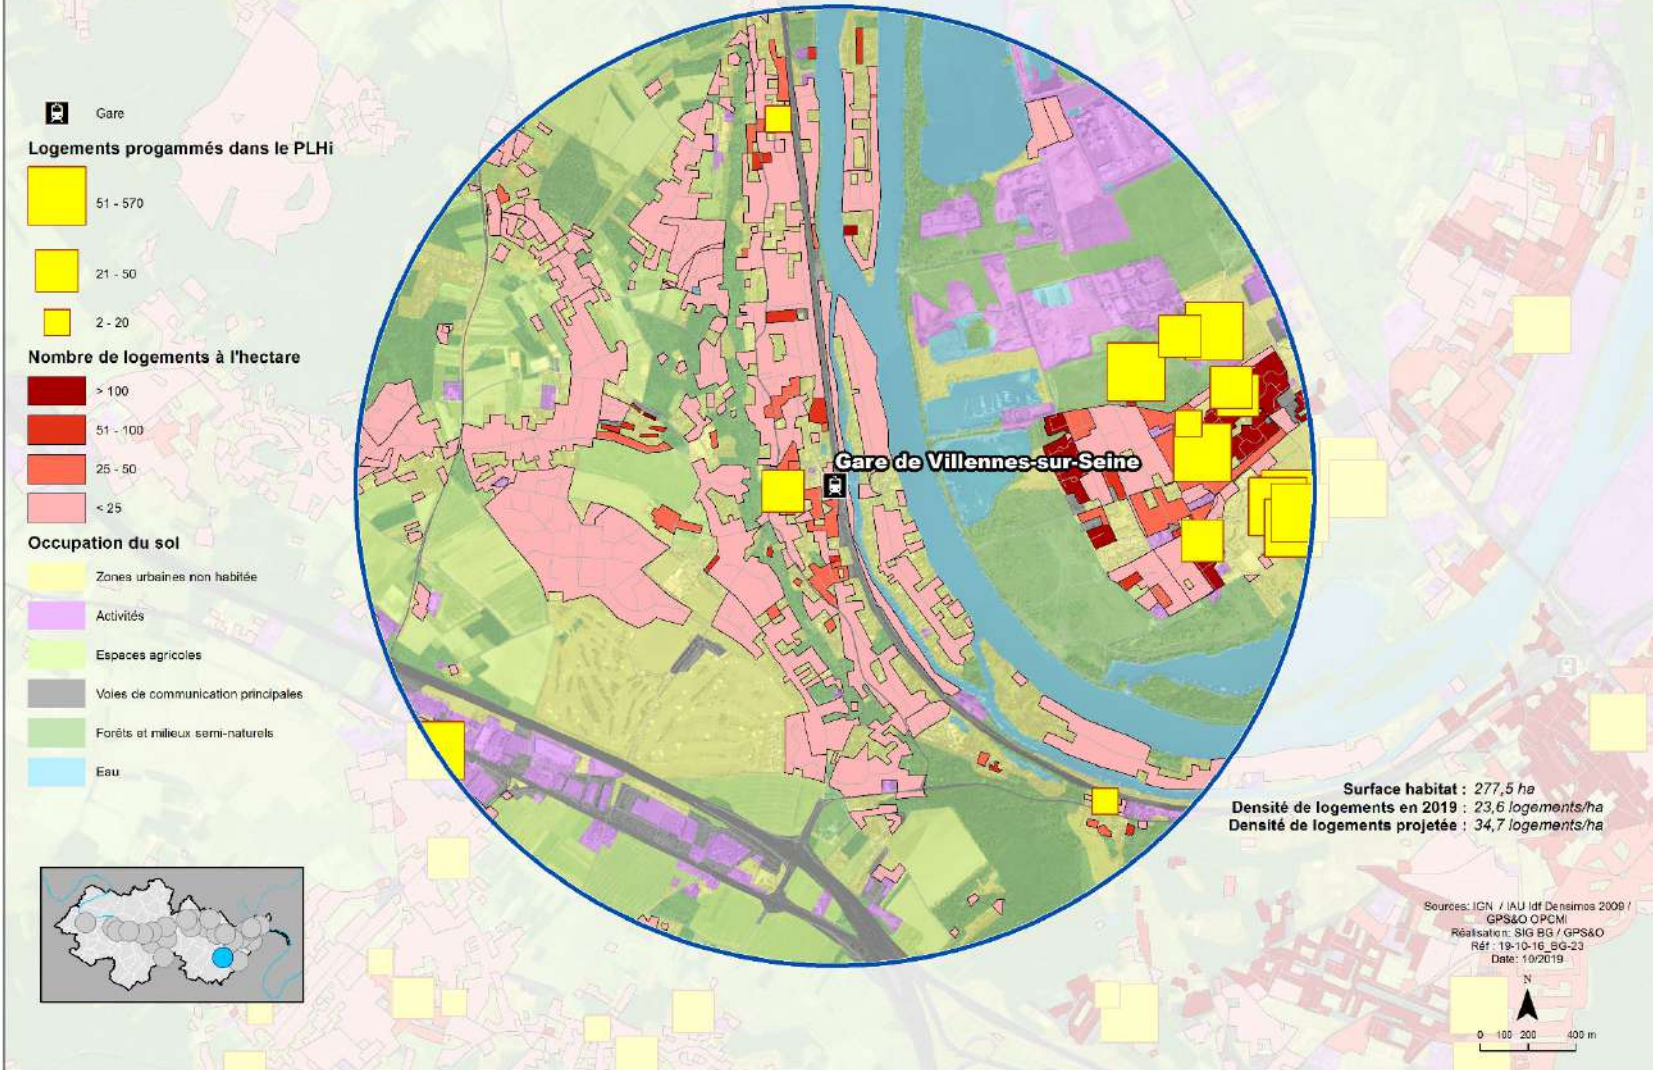 Gare
Logements progammés dans le PLHi
51 - 570
21 - 50
2 - 20
Nombre de logements à l'hectare
> 100
51 - 100
25 - 50
< 25
Occupation du sol
Zones urbaines non habitée
Activités
Espaces agricoles
Voies de communication principales
Forêts et milieux semi-naturels
Eau
Gare de Villennes-sur-Seine
Surface habitat : 277,5 ha
Densité de logements en 2019 : 23,6 logements/ha
Densité de logements projetée : 34,7 logements/ha
Sources: IGN / IAU Idf Densimos 2009 /
GPS&O OPCMI
Réalisation: SIG BG / GPS&O
Réf : 19-10-16_BG-23
Date: 10/2019
N
0 100 200 400 m